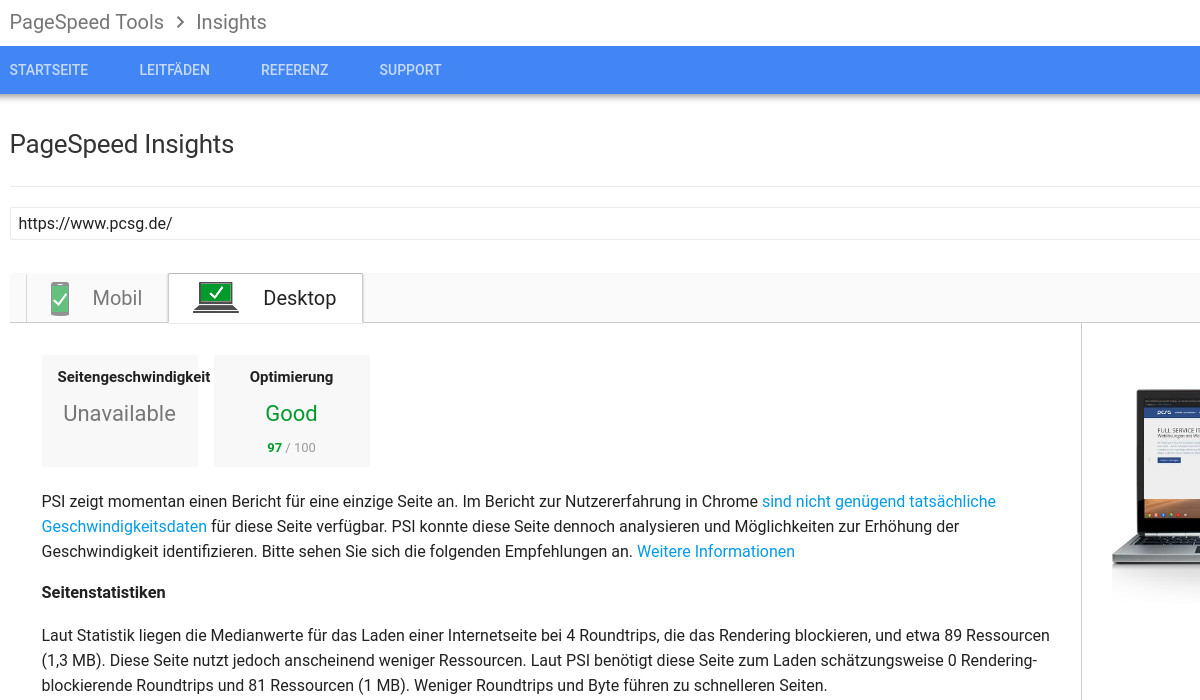 PageSpeed Tools > Insights
STARTSEITE LEITFÄDEN REFERENZ SUPPORT
PageSpeed Insights
https://www.pcsg.de/
Mobil Desktop
Seitengeschwindigkeit Optimierung
Unavailable Good
97 / 100
PSI zeigt momentan einen Bericht für eine einzige Seite an. Im Bericht zur Nutzererfahrung in Chrome sind nicht genügend tatsächliche
Geschwindigkeitsdaten für diese Seite verfügbar. PSI konnte diese Seite dennoch analysieren und Möglichkeiten zur Erhöhung der
Geschwindigkeit identifizieren. Bitte sehen Sie sich die folgenden Empfehlungen an. Weitere Informationen
Seitenstatistiken
Laut Statistik liegen die Medianwerte für das Laden einer Internetseite bei 4 Roundtrips, die das Rendering blockieren, und etwa 89 Ressourcen
(1,3 MB). Diese Seite nutzt jedoch anscheinend weniger Ressourcen. Laut PSI benötigt diese Seite zum Laden schätzungsweise 0 Rendering-
blockierende Roundtrips und 81 Ressourcen (1 MB). Weniger Roundtrips und Byte führen zu schnelleren Seiten.
pcsg
FULL SERVICE IT